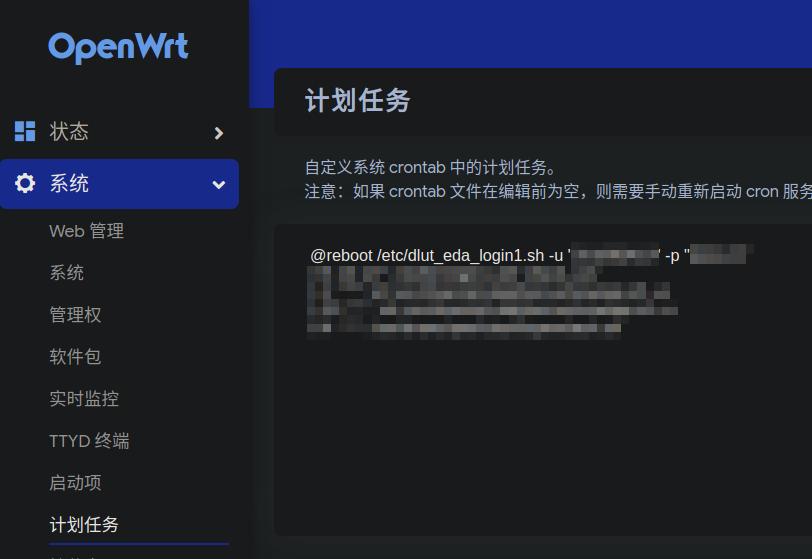 OpenWrt
状态
系统
Web 管理
系统
管理权
软件包
实时监控
TTYD 终端
启动项
计划任务
计划任务
自定义系统 crontab 中的计划任务。
注意：如果 crontab 文件在编辑前为空，则需要手动重新启动 cron 服务
@reboot /etc/dlut_eda_login1.sh -u '' -p "